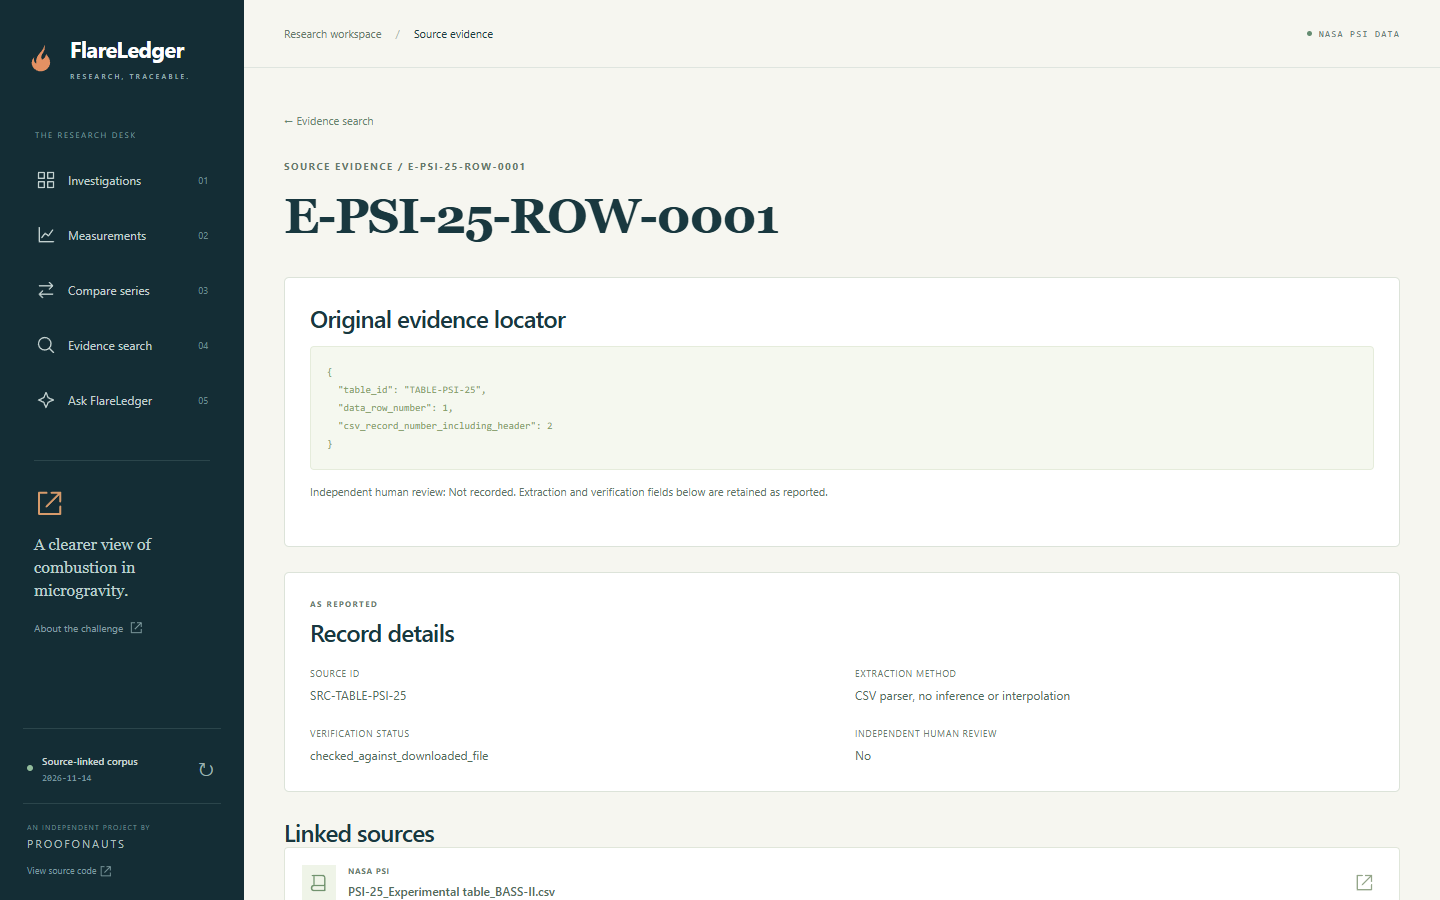 FlareLedger
RESEARCH, TRACEABLE.
THE RESEARCH DESK
Investigations 01
Measurements 02
Compare series 03
Evidence search 04
Ask FlareLedger 05
A clearer view of
combustion in
microgravity.
About the challenge
Source-linked corpus
2026-11-14
AN INDEPENDENT PROJECT BY
PROOFONAUTS
View source code
Research workspace / Source evidence
NASA PSI DATA
← Evidence search
SOURCE EVIDENCE / E-PSI-25-ROW-0001
E-PSI-25-ROW-0001
Original evidence locator
{
"table_id": "TABLE-PSI-25",
"data_row_number": 1,
"csv_record_number_including_header": 2
}
Independent human review: Not recorded. Extraction and verification fields below are retained as reported.
AS REPORTED
Record details
SOURCE ID
SRC-TABLE-PSI-25
EXTRACTION METHOD
CSV parser, no inference or interpolation
VERIFICATION STATUS
checked_against_downloaded_file
INDEPENDENT HUMAN REVIEW
No
Linked sources
NASA PSI
PSI-25_Experimental table_BASS-II.csv